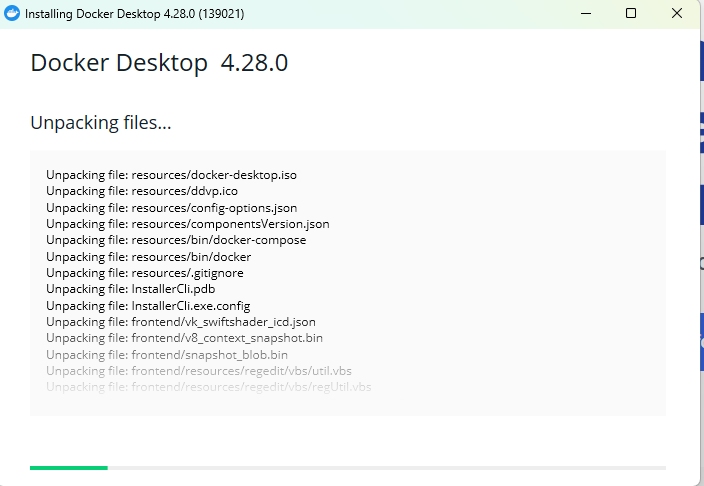 Installing Docker Desktop 4.28.0 (139021)
Docker Desktop 4.28.0
Unpacking files...
Unpacking file: resources/docker-desktop.iso
Unpacking file: resources/ddvp.ico
Unpacking file: resources/config-options.json
Unpacking file: resources/componentsVersion.json
Unpacking file: resources/bin/docker-compose
Unpacking file: resources/bin/docker
Unpacking file: resources/.gitignore
Unpacking file: InstallerCli.pdb
Unpacking file: InstallerCli.exe.config
Unpacking file: frontend/vk_swiftshader_icd.json
Unpacking file: frontend/v8_context_snapshot.bin
Unpacking file: frontend/snapshot_blob.bin
Unpacking file: frontend/resources/regedit/vbs/util.vbs
Unpacking file: frontend/resources/regedit/vbs/regUtil.vbs